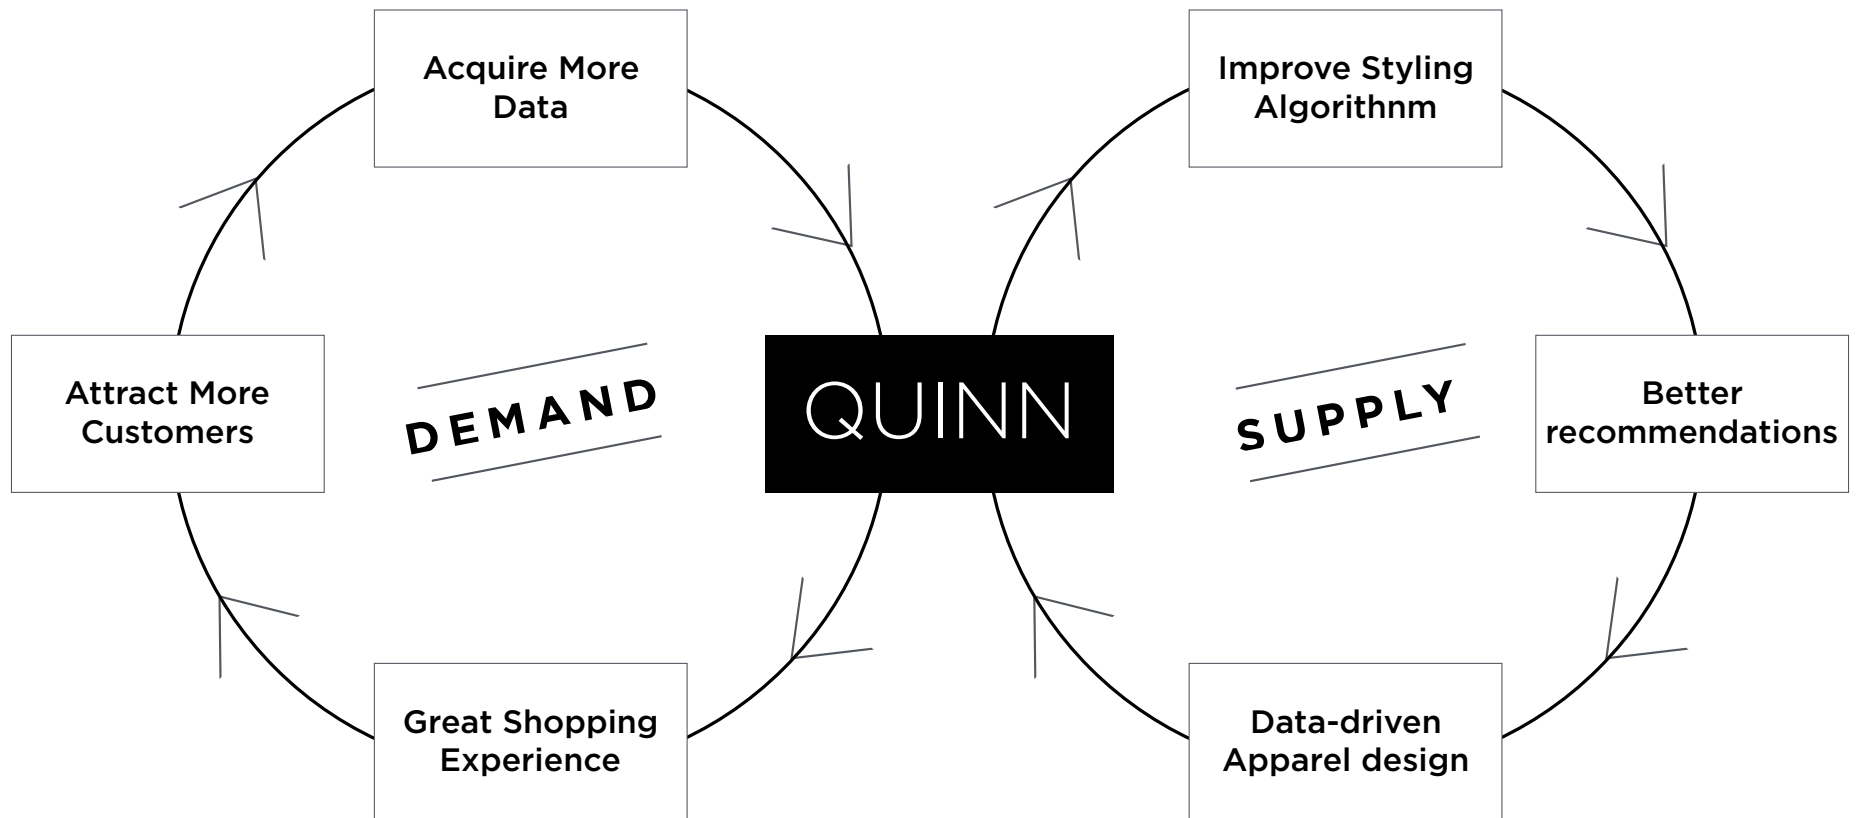 Acquire More
Data
Improve Styling
Algorithnm
Attract More
Customers
DEMAND
QUINN
SUPPLY
Better
recommendations
Great Shopping
Experience
Data-driven
Apparel design